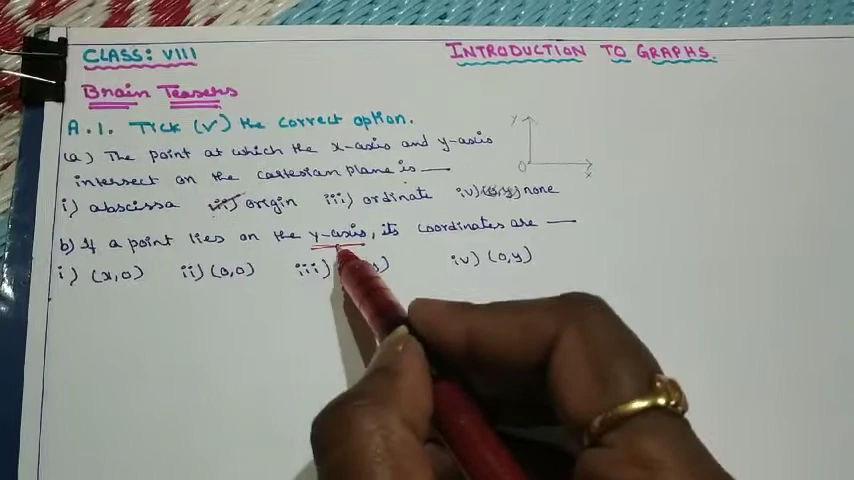 CLASS: VIII
INTRODUCTION TO GRAPHS.
Brain Teasers
A.1. Tick (√) the correct option.
(a) The point at which the x-axis and y-axis
intersect on the cartesian plane is ——
i) abscissa ii) origin iii) ordinate iv) none
b) If a point lies on the y-axis, its coordinates are ——
i) (x,0) ii) (0,0) iii) iv) (0,y)
Y
O
X